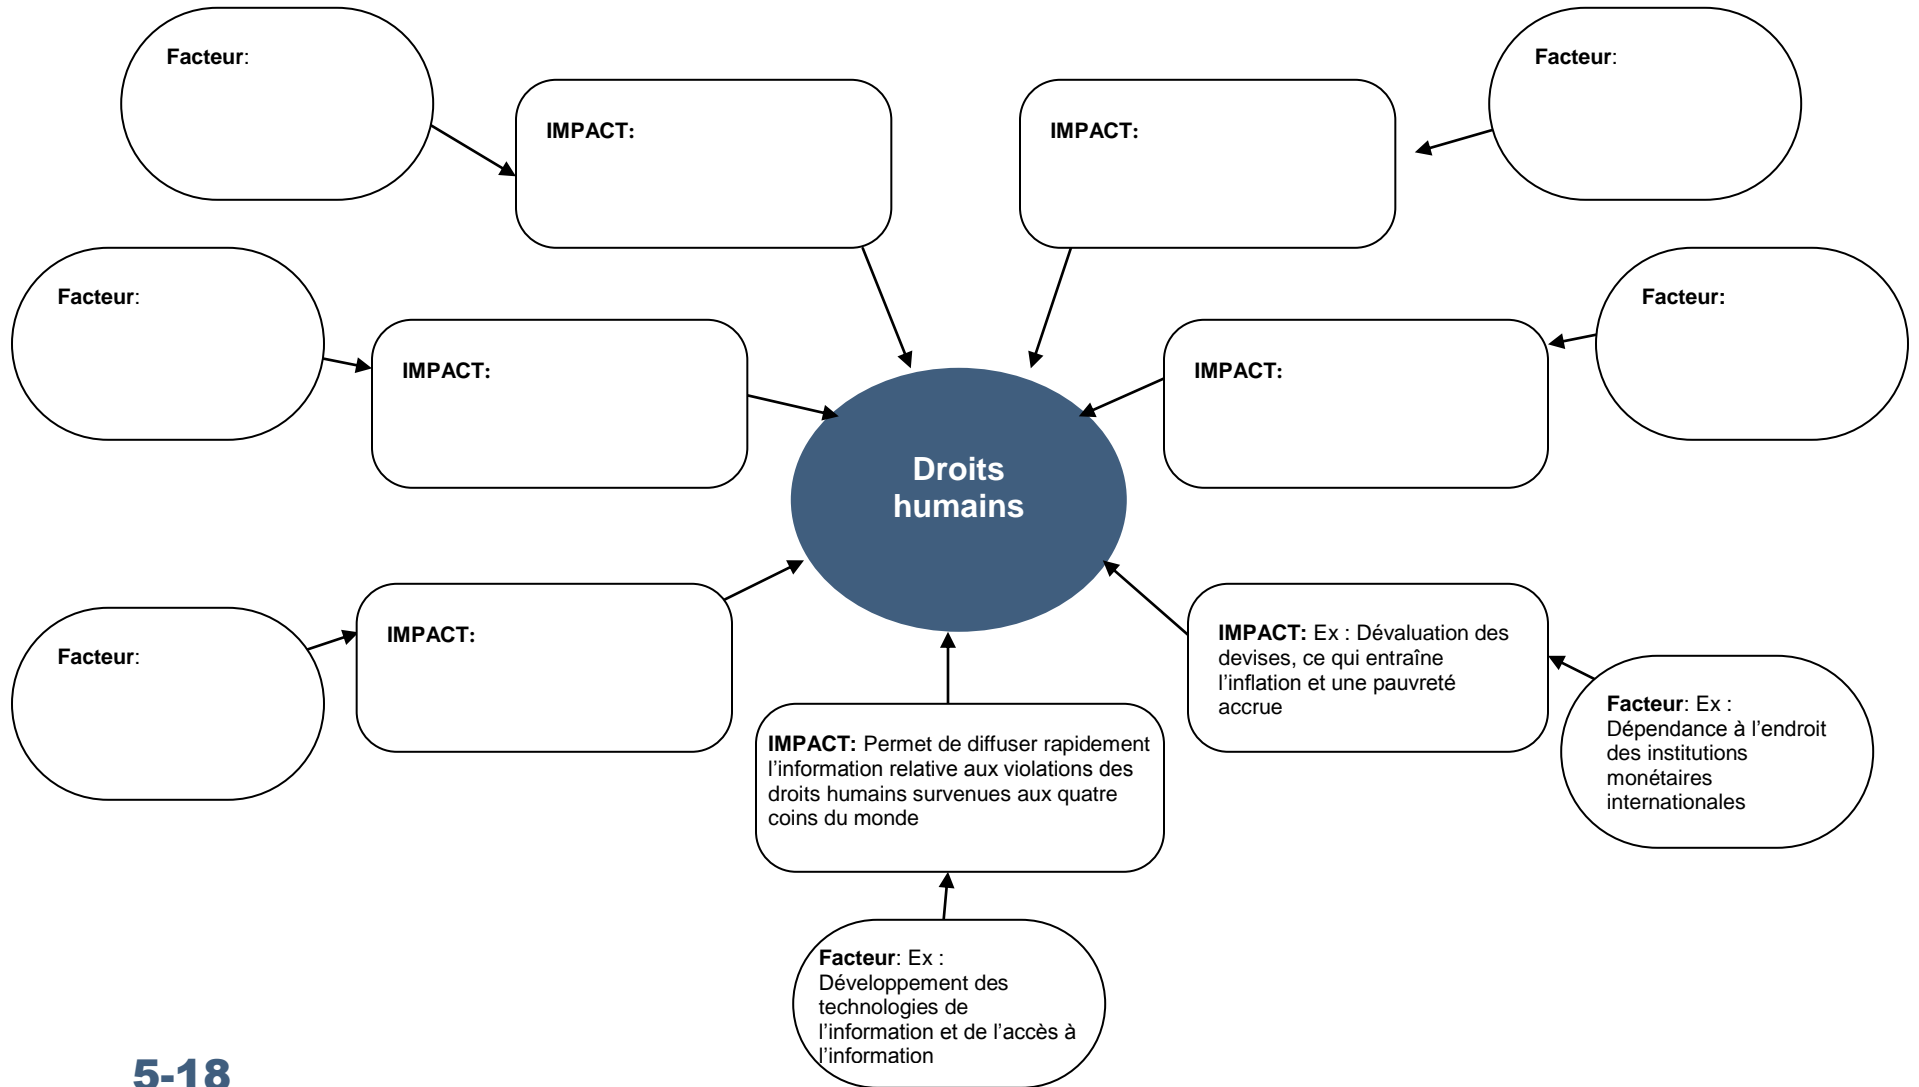 Facteur:
Facteur:
IMPACT:
IMPACT:
Facteur:
Facteur:
IMPACT:
IMPACT:
Droits
humains
Facteur:
IMPACT:
IMPACT: Ex : Dévaluation des
devises, ce qui entraîne
l’inflation et une pauvreté
accrue
Facteur: Ex :
Dépendance à l’endroit
des institutions
monétaires
internationales
IMPACT: Permet de diffuser rapidement
l’information relative aux violations des
droits humains survenues aux quatre
coins du monde
Facteur: Ex :
Développement des
technologies de
l’information et de l’accès à
l’information
5-18